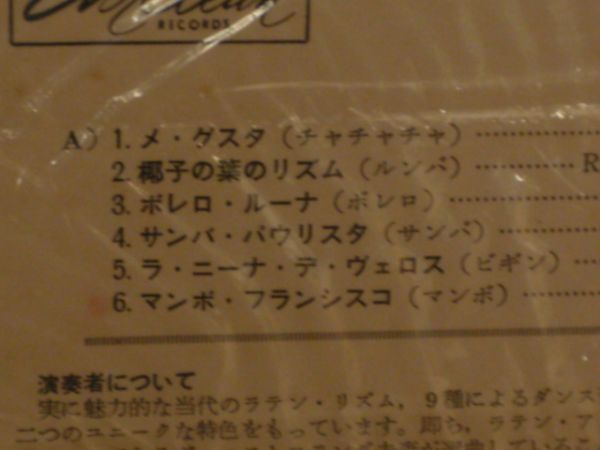 RECORDS
A) 1. メ・グスタ (チャチャチャ) ……………
2. 椰子の葉のリズム (ルンバ) ………… R
3. ボレロ・ルーナ (ボレロ) ……………
4. サンバ・パウリスタ (サンバ) …………
5. ラ・ニーナ・デ・ヴェロス (ビギン) ……
6. マンボ・フランシスコ (マンボ) …………
演奏者について
実に魅力的な当代のラテン・リズム, 9種によるダンス
二つのユニークな特色をもっています。即ち, ラテン・ア